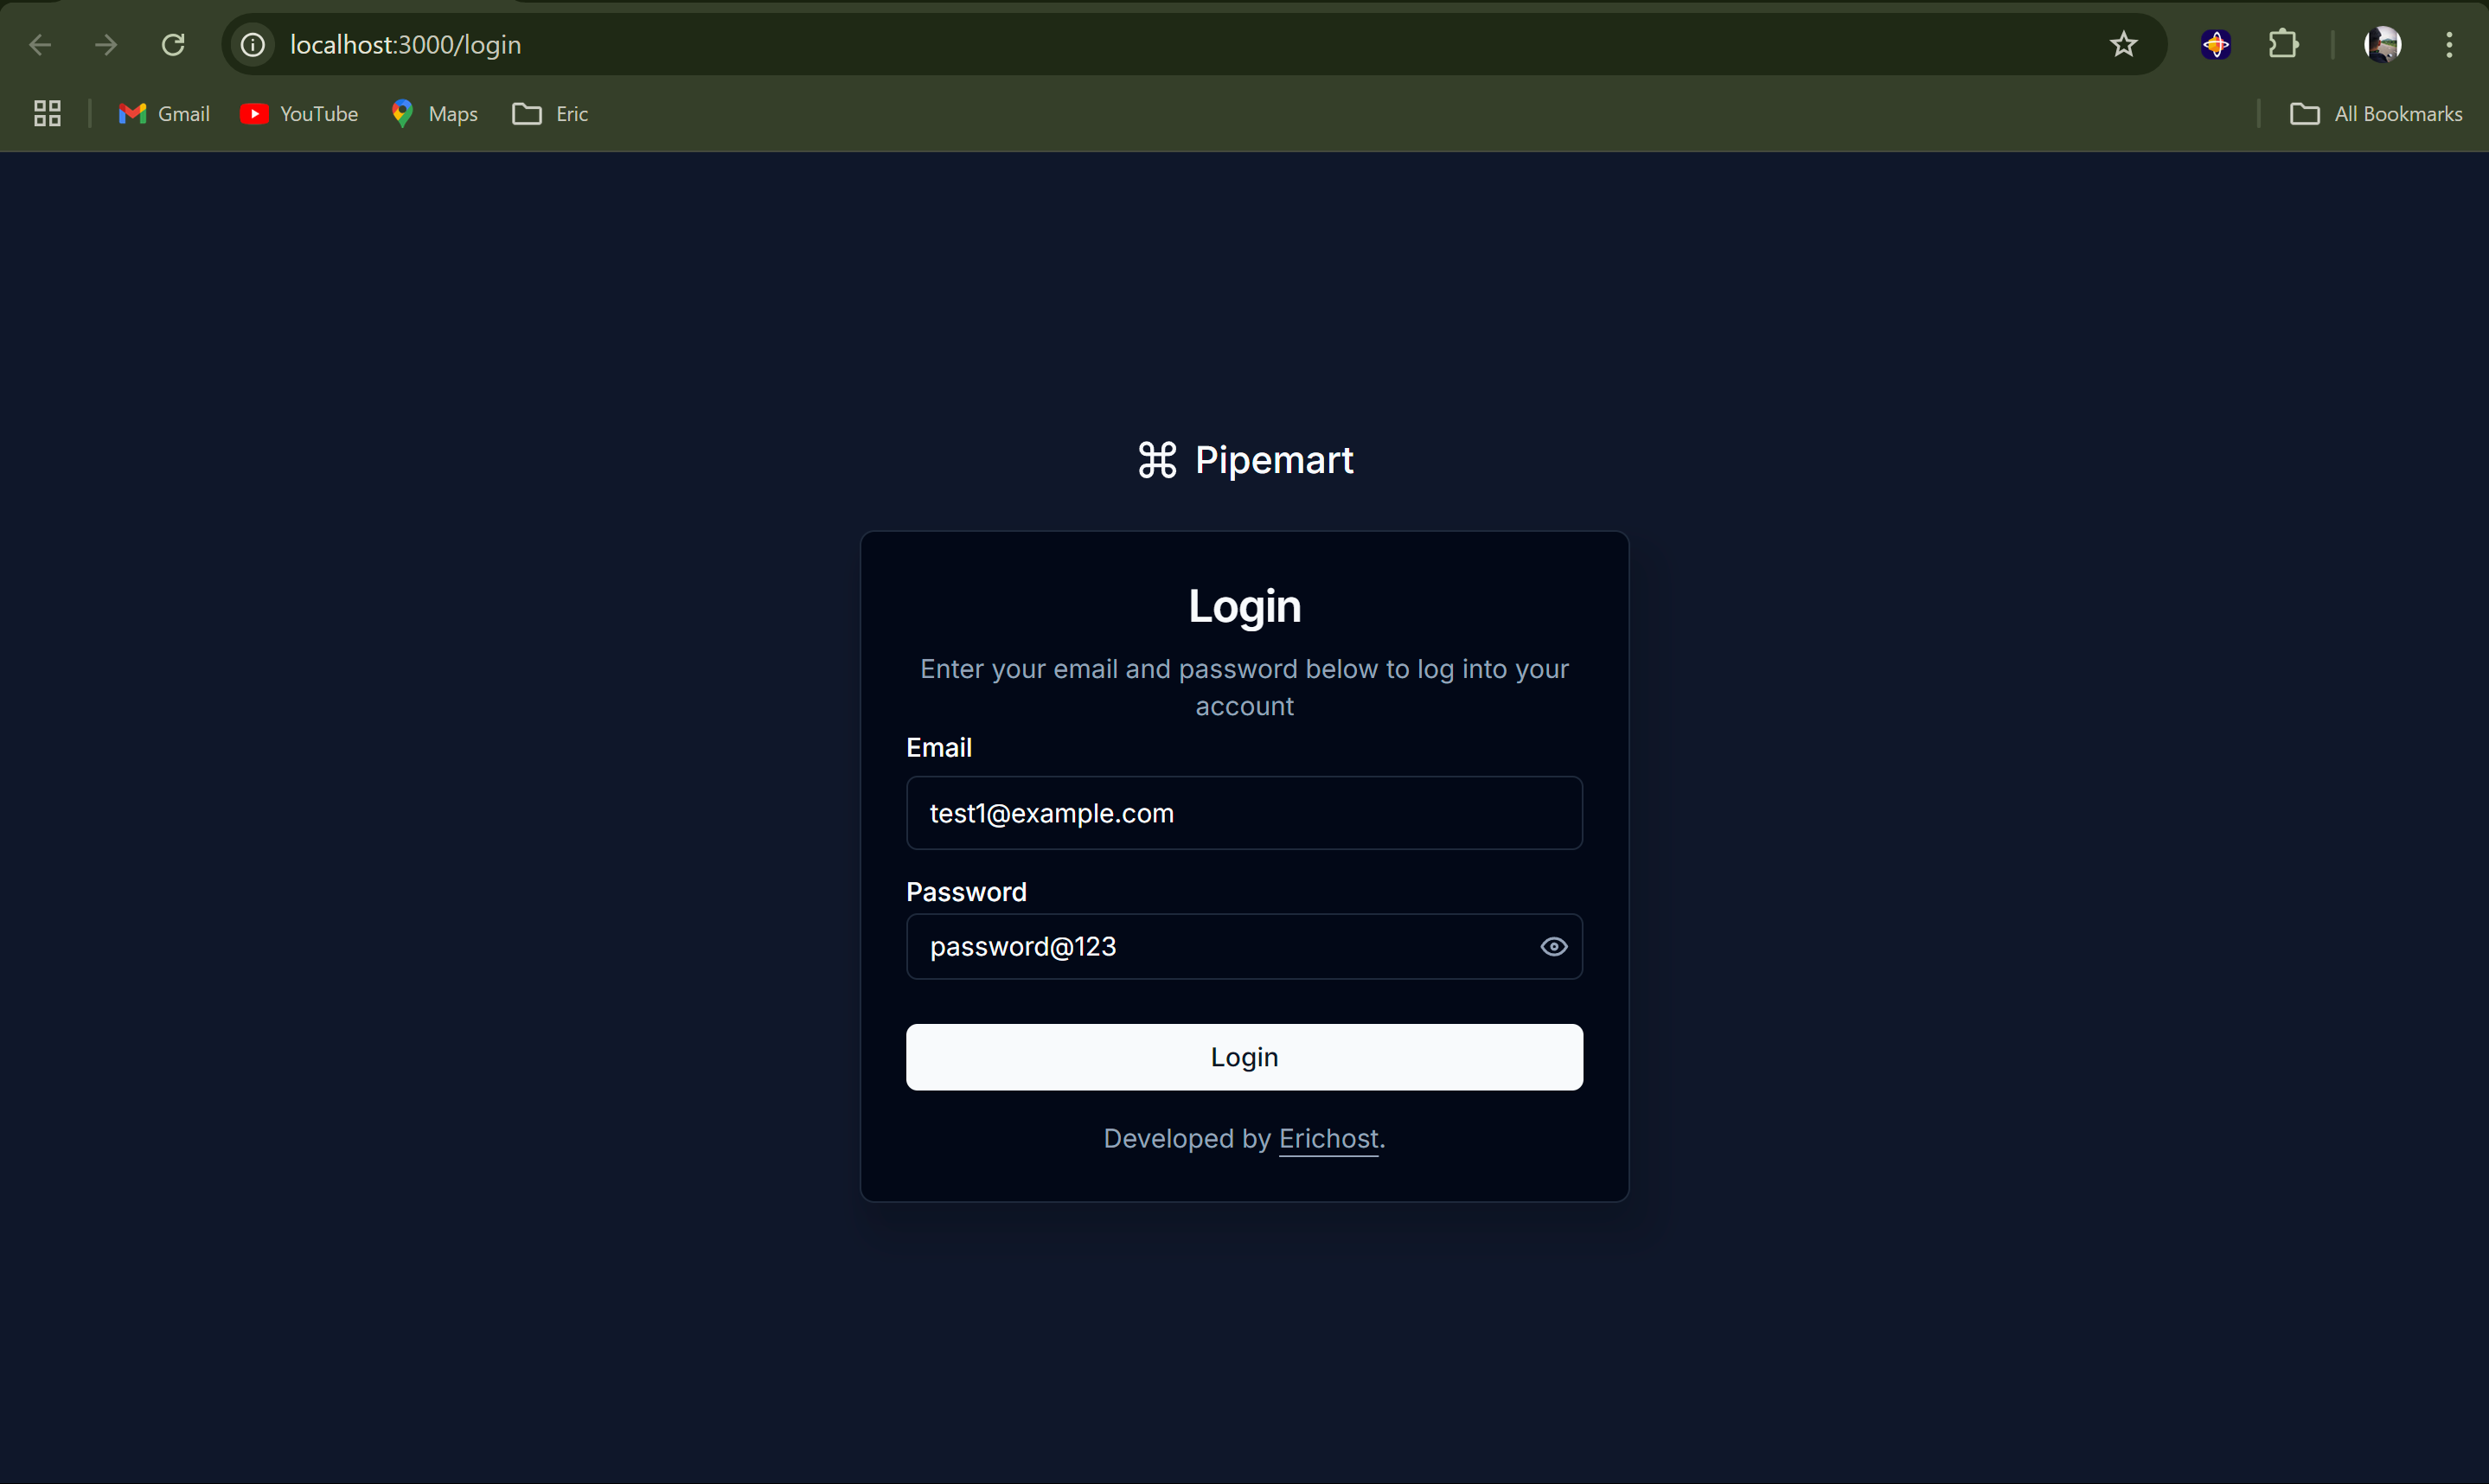 localhost:3000/login
Gmail YouTube Maps Eric All Bookmarks
Pipemart
Login
Enter your email and password below to log into your
account
Email
test1@example.com
Password
password@123
Login
Developed by Erichost.